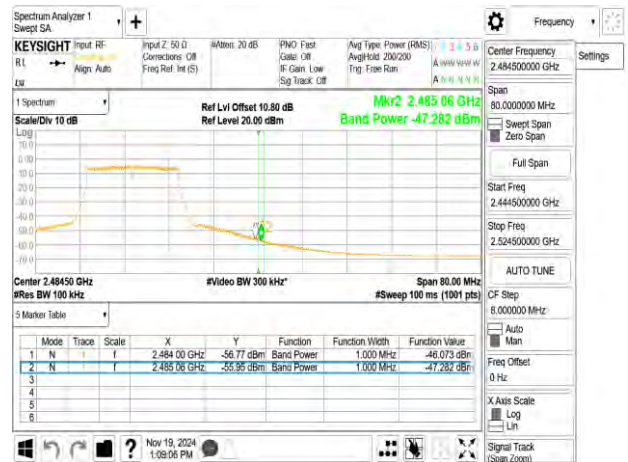 Spectrum Analyzer 1
Swept SA
Frequency
KEYSIGHT
Input: RF
Align: Auto
Input Z: 50 Ω
Corrections: Off
Freq Ref: Int (S)
#Atten: 20 dB
PNO: Fast
Gate: Off
IF Gain: Low
Sig Track: Off
Avg Type: Power (RMS)
Avg|Hold: 200/200
Trig: Free Run
Center Frequency
2.484500000 GHz
Settings
Span
80.0000000 MHz
Swept Span
Zero Span
Full Span
Start Freq
2.444500000 GHz
Stop Freq
2.524500000 GHz
AUTO TUNE
CF Step
8.000000 MHz
Auto
Man
Freq Offset
0 Hz
X Axis Scale
Log
Lin
Signal Track
(Span Zoom)
1 Spectrum
Scale/Div 10 dB
Ref Lvl Offset 10.80 dB
Ref Level 20.00 dBm
Mkr2 2.485 06 GHz
Band Power -47.282 dBm
Log
10.0
0.00
Center 2.48450 GHz
#Res BW 100 kHz
#Video BW 300 kHz*
Span 80.00 MHz
#Sweep 100 ms (1001 pts)
5 Marker Table
Mode Trace Scale X Y Function Function Width Function Value
1 N 1 f 2.484 00 GHz -56.77 dBm Band Power 1.000 MHz -46.073 dBm
2 N 1 f 2.485 06 GHz -55.95 dBm Band Power 1.000 MHz -47.282 dBm
3
4
5
6
Nov 19, 2024
1:09:06 PM